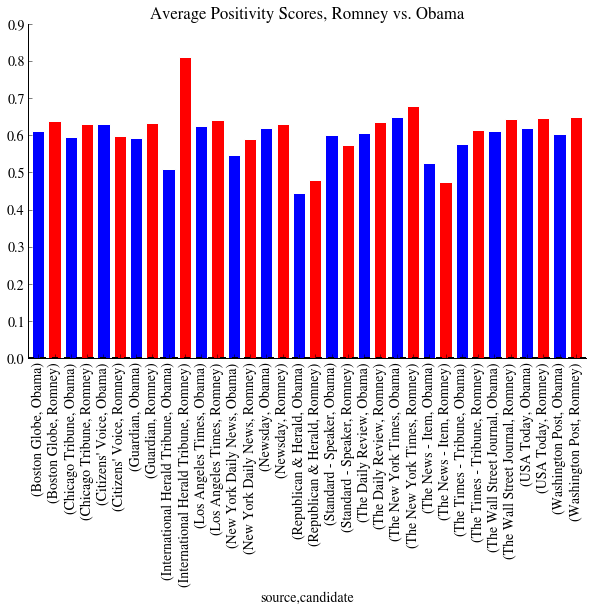 Average Positivity Scores, Romney vs. Obama
0.9
0.8
0.7
0.6
0.5
0.4
0.3
0.2
0.1
0.0
(Boston Globe, Obama)
(Boston Globe, Romney)
(Chicago Tribune, Obama)
(Chicago Tribune, Romney)
(Citizens' Voice, Obama)
(Citizens' Voice, Romney)
(Guardian, Obama)
(Guardian, Romney)
(International Herald Tribune, Obama)
(International Herald Tribune, Romney)
(Los Angeles Times, Obama)
(Los Angeles Times, Romney)
(New York Daily News, Obama)
(New York Daily News, Romney)
(Newsday, Obama)
(Newsday, Romney)
(Republican & Herald, Obama)
(Republican & Herald, Romney)
(Standard - Speaker, Obama)
(Standard - Speaker, Romney)
(The Daily Review, Obama)
(The Daily Review, Romney)
(The New York Times, Obama)
(The New York Times, Romney)
(The News - Item, Obama)
(The News - Item, Romney)
(The Times - Tribune, Obama)
(The Times - Tribune, Romney)
(The Wall Street Journal, Obama)
(The Wall Street Journal, Romney)
(USA Today, Obama)
(USA Today, Romney)
(Washington Post, Obama)
(Washington Post, Romney)
source,candidate